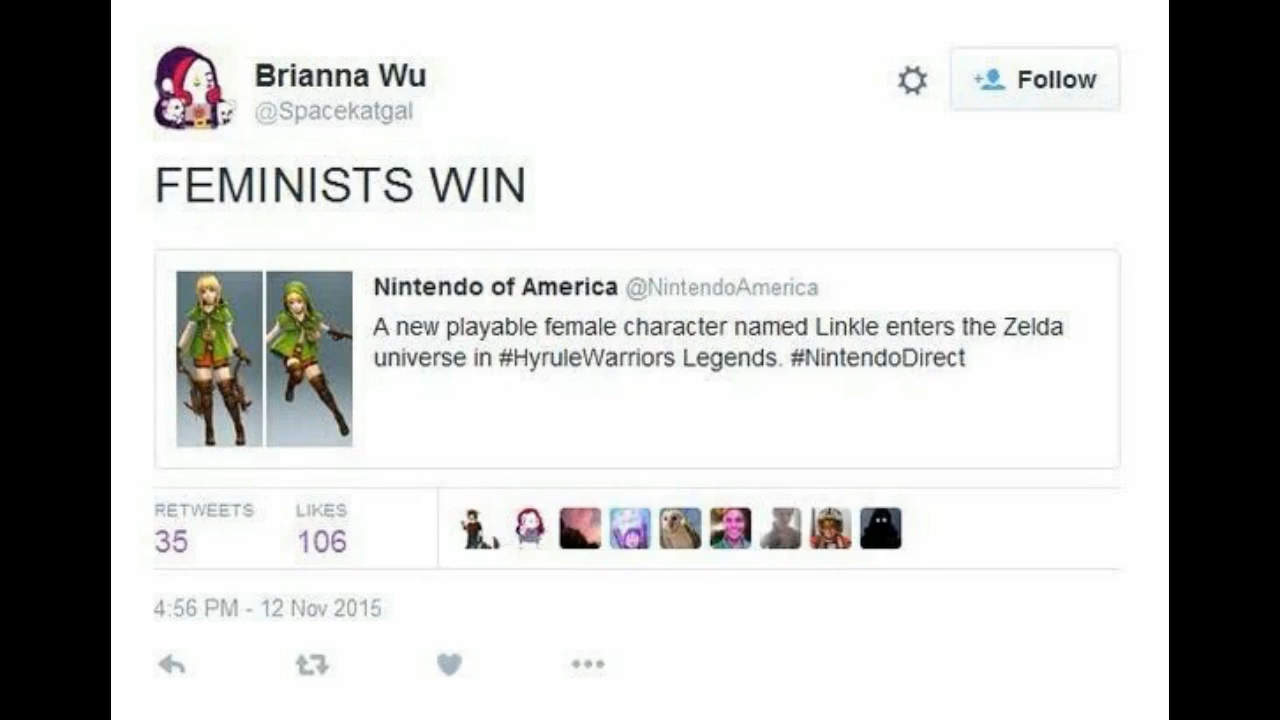 Brianna Wu
@Spacekatgal
Follow
FEMINISTS WIN
Nintendo of America @NintendoAmerica
A new playable female character named Linkle enters the Zelda
universe in #HyruleWarriors Legends. #NintendoDirect
RETWEETS LIKES
35 106
4:56 PM - 12 Nov 2015